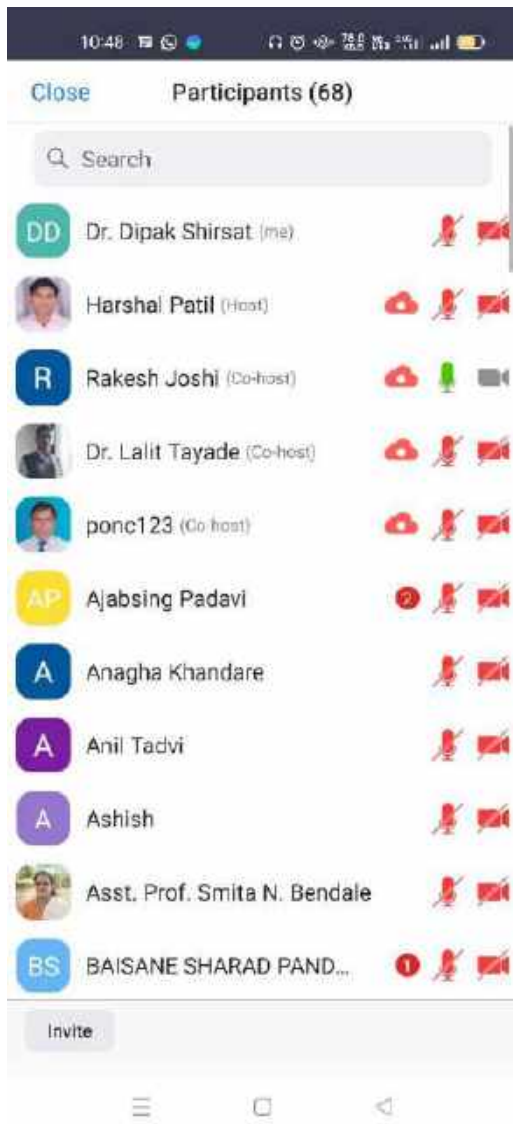 10:48
Close Participants (68)
Search
DD Dr. Dipak Shirsat (me)
Harshal Patil (Host)
R Rakesh Joshi (Co-host)
Dr. Lalit Tayade (Co-host)
ponc123 (Co-host)
AP Ajabsing Padavi 2
A Anagha Khandare
A Anil Tadvi
A Ashish
Asst. Prof. Smita N. Bendale
BS BAISANE SHARAD PAND... 1
Invite